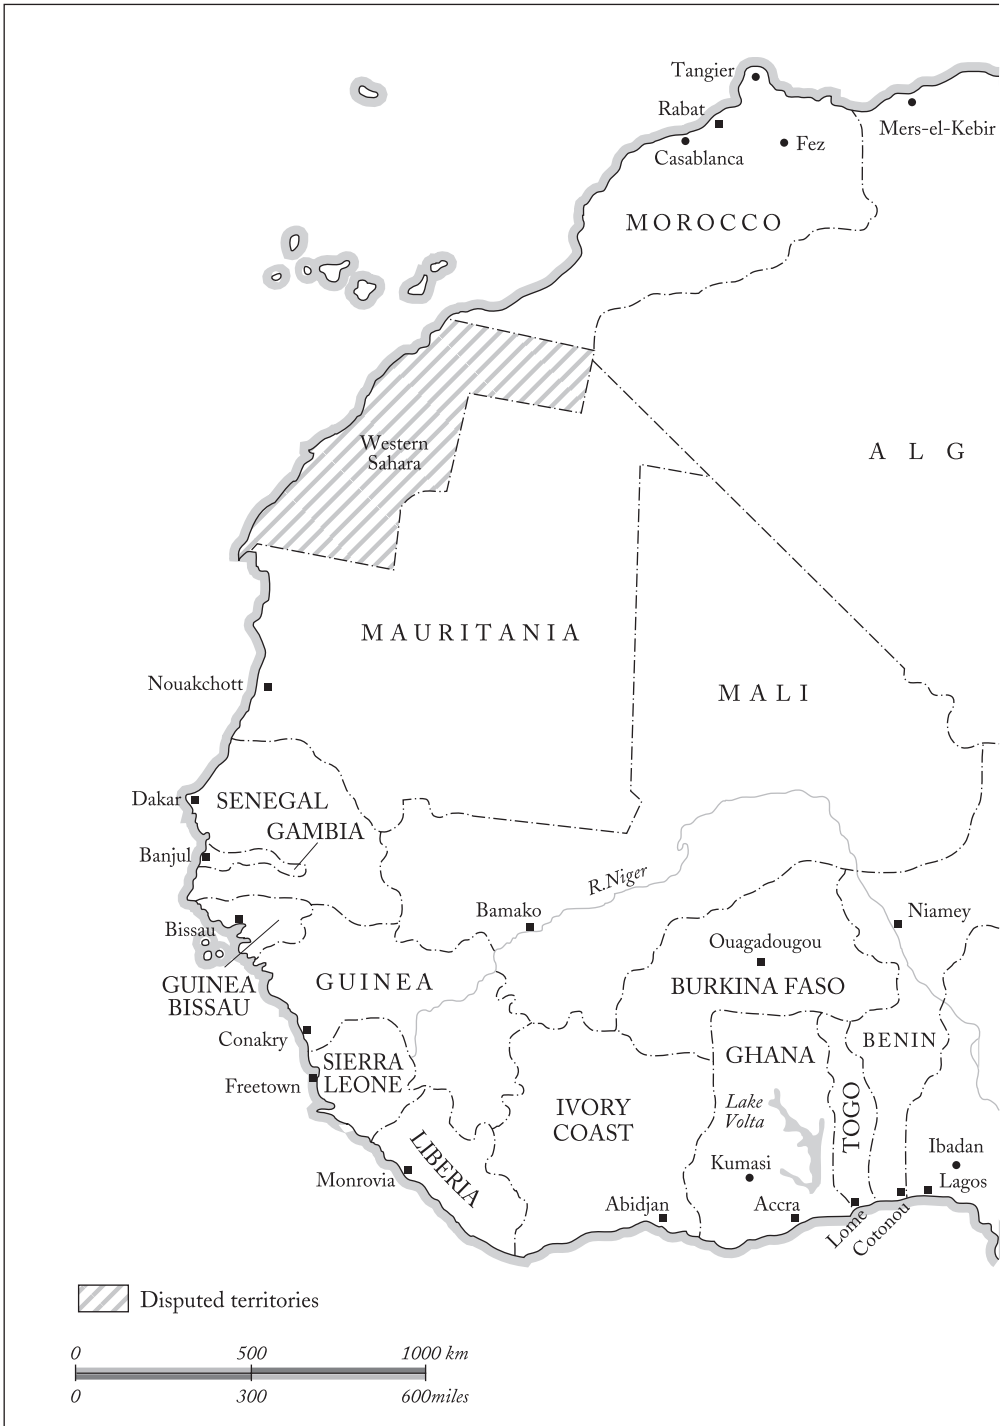 Tangier
Rabat
Mers-el-Kebir
Casablanca
Fez
MOROCCO
Western
Sahara
A L G
MAURITANIA
Nouakchott
MALI
Dakar
SENEGAL
GAMBIA
Banjul
R.Niger
Bamako
Niamey
Bissau
Ouagadougou
GUINEA
BISSAU
GUINEA
BURKINA FASO
Conakry
BENIN
GHANA
SIERRA
LEONE
Freetown
IVORY
COAST
Lake
Volta
TOGO
LIBERIA
Ibadan
Kumasi
Monrovia
Lagos
Abidjan
Accra
Lome
Cotonou
Disputed territories
0 500 1000 km
0 300 600miles